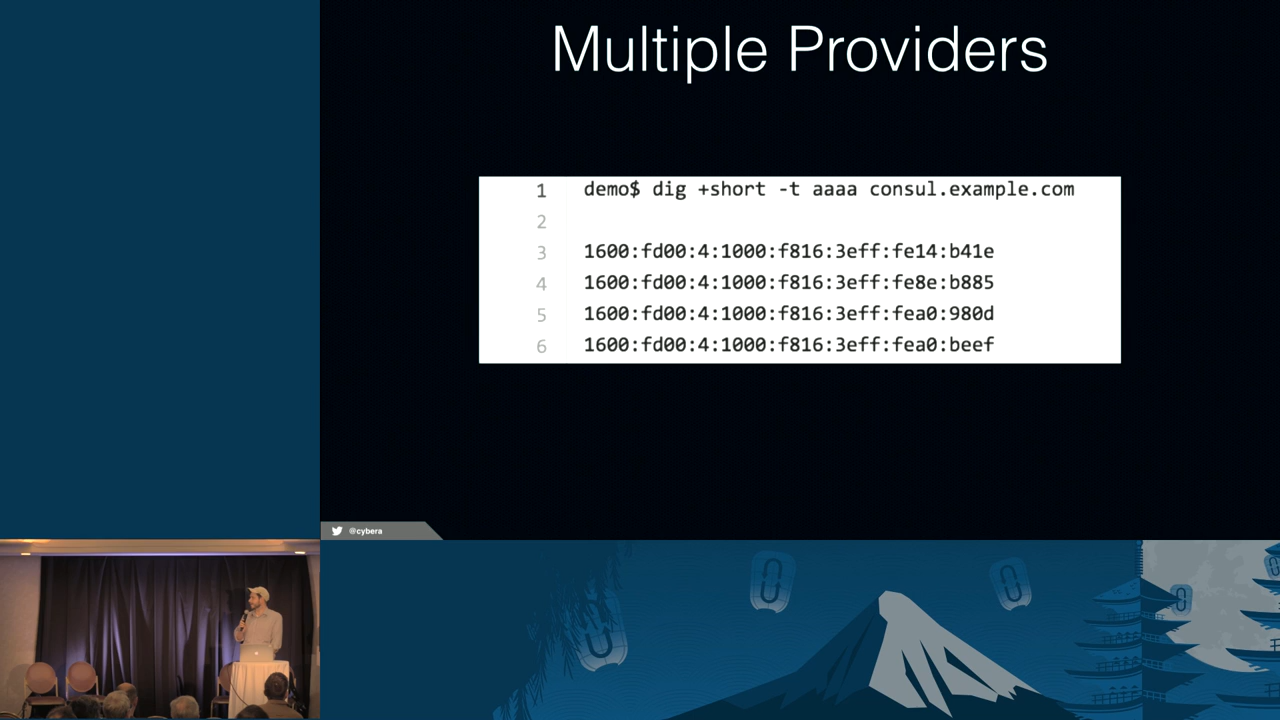 Multiple Providers
1 demo$ dig +short -t aaaa consul.example.com
2
3 1600:fd00:4:1000:f816:3eff:fe14:b41e
4 1600:fd00:4:1000:f816:3eff:fe8e:b885
5 1600:fd00:4:1000:f816:3eff:fea0:980d
6 1600:fd00:4:1000:f816:3eff:fea0:beef
@cybera